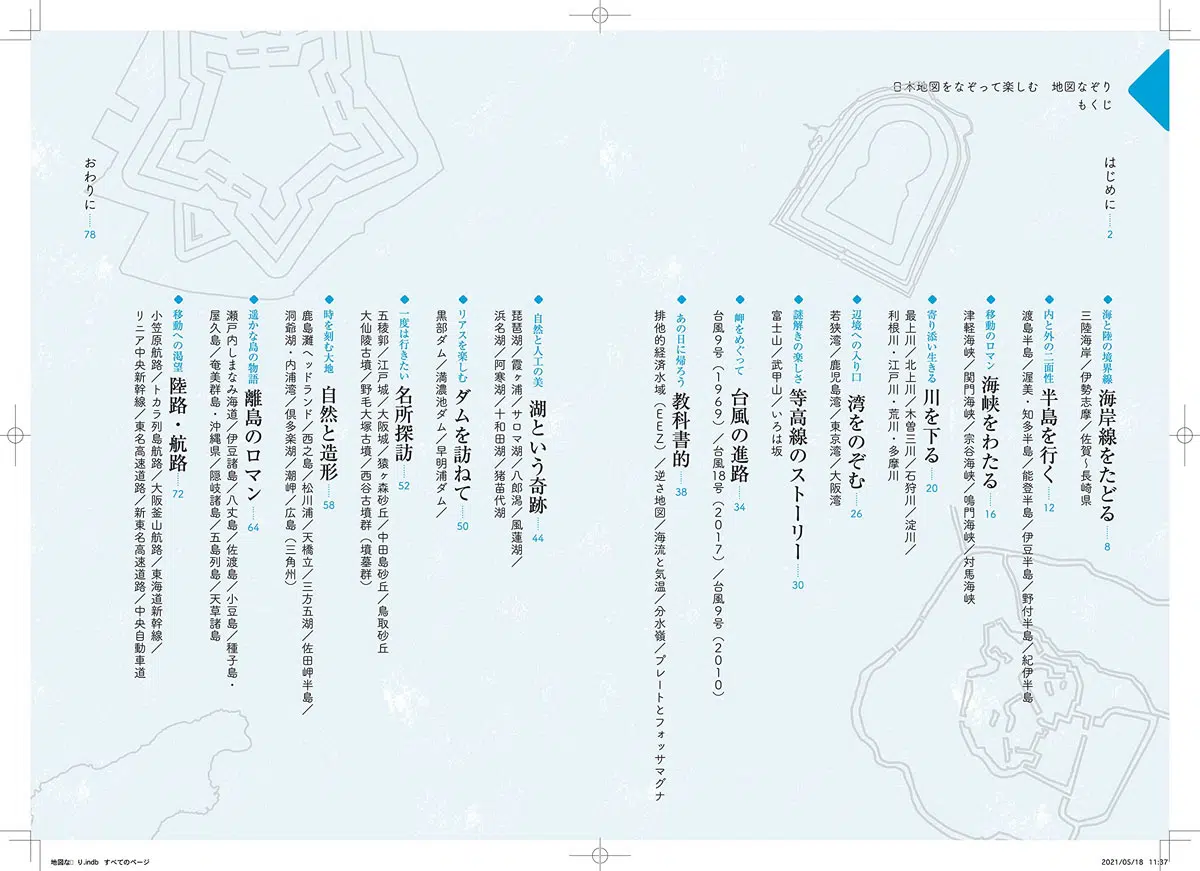 日本地図をなぞって楽しむ　地図なぞり
もくじ
はじめに……2
海と陸の境界線　海岸線をたどる……8
三陸海岸／伊勢志摩／佐賀〜長崎県
内と外の二面性　半島を行く……12
渡島半島／渥美・知多半島／能登半島／伊豆半島／野付半島／紀伊半島
移動のロマン　海峡をわたる……16
津軽海峡／関門海峡／宗谷海峡／鳴門海峡／対馬海峡
寄り添い生きる　川を下る……20
最上川／北上川／木曽三川／石狩川／淀川／
利根川・江戸川・荒川・多摩川
辺境への入り口　湾をのぞむ……26
若狭湾／鹿児島湾／東京湾／大阪湾
謎解きの楽しさ　等高線のストーリー……30
富士山／武甲山／いろは坂
岬をめぐって　台風の進路……34
台風9号（1969）／台風18号（2017）／台風9号（2010）
あの日に帰ろう　教科書的……38
排他的経済水域（EEZ）／逆さ地図／海流と気温／分水嶺／プレートとフォッサマグナ
自然と人工の美　湖という奇跡……44
琵琶湖／霞ヶ浦／サロマ湖／八郎潟／風蓮湖／
浜名湖／阿寒湖／十和田湖／猪苗代湖
リアスを楽しむ　ダムを訪ねて……50
黒部ダム／満濃池ダム／早明浦ダム／
一度は行きたい　名所探訪……52
五稜郭／江戸城／大阪城／猿ヶ森砂丘／中田島砂丘／鳥取砂丘
大仙陵古墳／野毛大塚古墳／西谷古墳群（墳墓群）
時を刻む大地　自然と造形……58
鹿島灘ヘッドランド／西之島／松川浦／天橋立／三方五湖／佐田岬半島／
洞爺湖・内浦湾／倶多楽湖／潮岬／広島（三角州）
遥かな島の物語　離島のロマン……64
瀬戸内しまなみ海道／伊豆諸島／八丈島／佐渡島／小豆島／種子島・
屋久島／奄美群島・沖縄県／隠岐諸島／五島列島／天草諸島
移動への渇望　陸路・航路……72
小笠原航路／トカラ列島航路／大阪釜山航路／東海道新幹線／
リニア中央新幹線／東名高速道路／新東名高速道路／中央自動車道
おわりに……78
地図な　り.indb　すべてのページ
2021/05/18　11:37